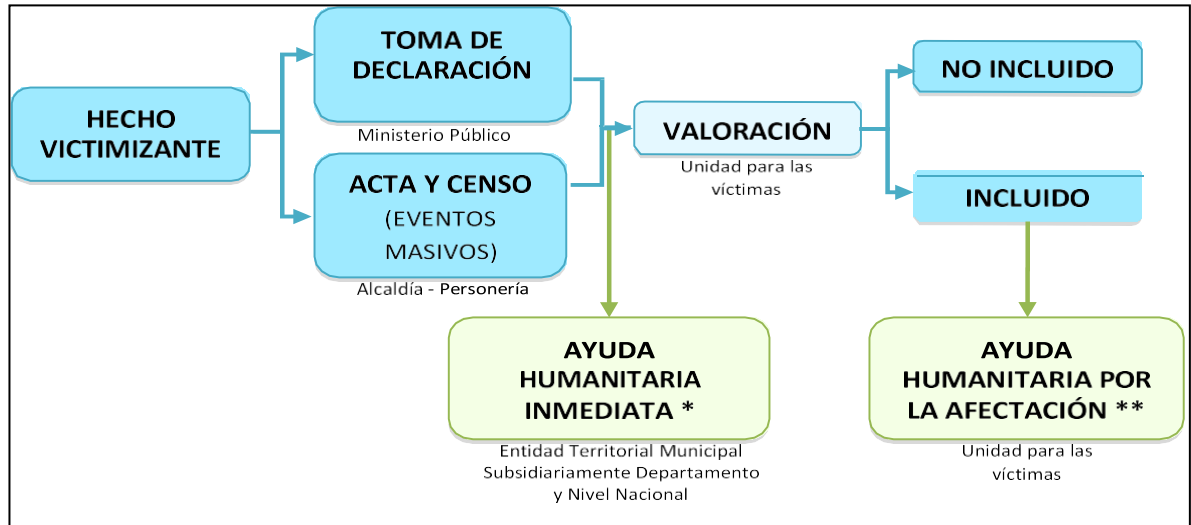 HECHO
VICTIMIZANTE
TOMA DE
DECLARACIÓN
Ministerio Público
ACTA Y CENSO
(EVENTOS
MASIVOS)
Alcaldía - Personería
VALORACIÓN
Unidad para las
víctimas
NO INCLUIDO
INCLUIDO
AYUDA
HUMANITARIA
INMEDIATA *
Entidad Territorial Municipal
Subsidiariamente Departamento
y Nivel Nacional
AYUDA
HUMANITARIA POR
LA AFECTACIÓN **
Unidad para las
víctimas